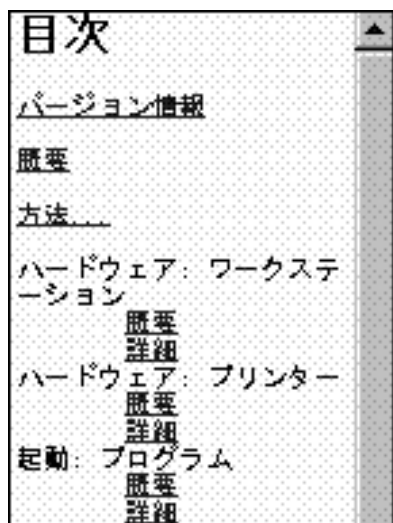 目次
バージョン情報
概要
方法...
ハードウェア: ワークステ
ーション
概要
詳細
ハードウェア: プリンター
概要
詳細
起動: プログラム
概要
詳細